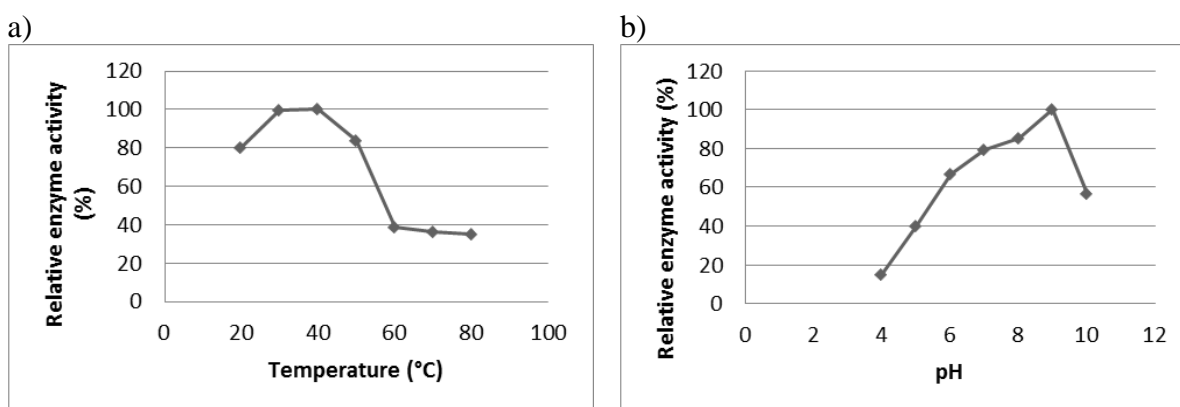 a)
Relative enzyme activity
(%)
120
100
80
60
40
20
0
0 20 40 60 80 100
Temperature (°C)
b)
Relative enzyme activity (%)
120
100
80
60
40
20
0
0 2 4 6 8 10 12
pH